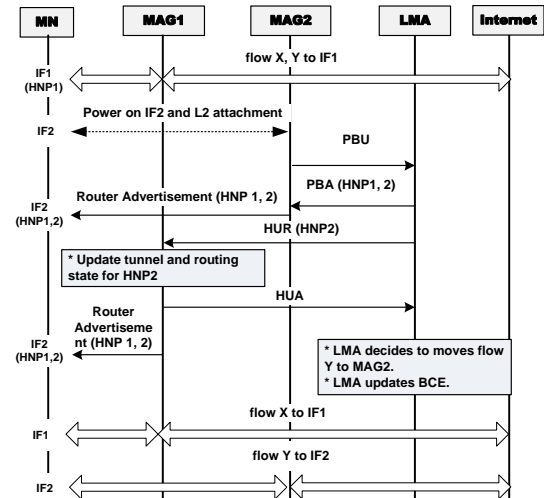 MN MAG1 MAG2 LMA Internet
flow X, Y to IF1
IF1
(HNP1)
Power on IF2 and L2 attachment
IF2
PBU
PBA (HNP1, 2)
Router Advertisement (HNP 1, 2)
IF2
(HNP1,2)
HUR (HNP2)
* Update tunnel and routing
state for HNP2
HUA
Router
Advertiseme
nt (HNP 1, 2)
IF2
(HNP1,2)
* LMA decides to moves flow
Y to MAG2.
* LMA updates BCE.
flow X to IF1
IF1
flow Y to IF2
IF2